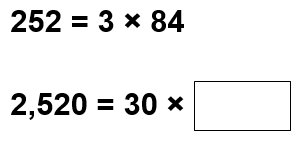 252 = 3 × 84
2,520 = 30 ×